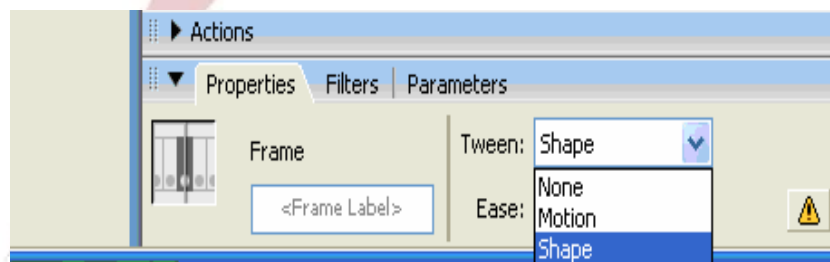 Actions
Properties Filters Parameters
Frame Tween: Shape
None
<Frame Label> Ease: Motion
Shape